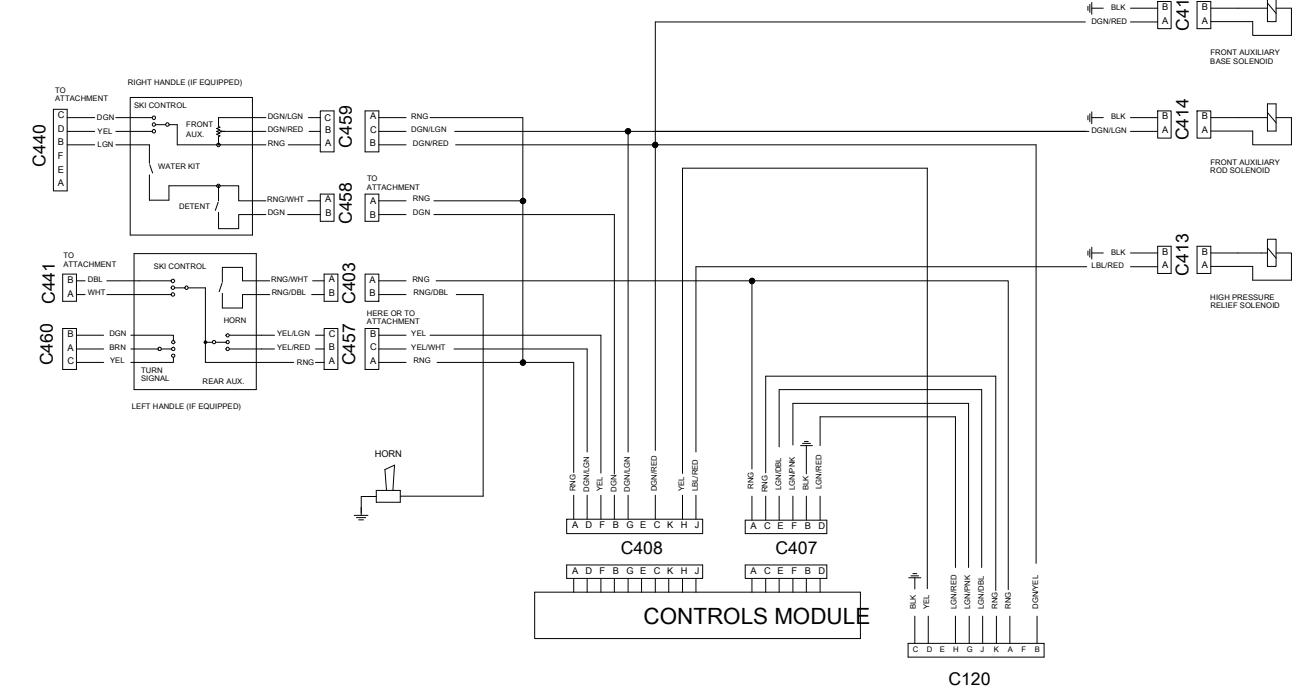 BLK B B
DGN/RED A A
C41
FRONT AUXILIARY
BASE SOLENOID
RIGHT HANDLE (IF EQUIPPED)
TO
ATTACHMENT
SKI CONTROL
C440
C DGN
D YEL
B LGN
F
E
A
FRONT
AUX.
WATER KIT
DETENT
DGN/LGN C
DGN/RED B
RNG A
C459
A RNG
C DGN/LGN
B DGN/RED
RNG/WHT A
DGN B
C458
TO
ATTACHMENT
A RNG
B DGN
BLK B B
DGN/LGN A A
C414
FRONT AUXILIARY
ROD SOLENOID
TO
ATTACHMENT
SKI CONTROL
C441
B DBL
A WHT
HORN
RNG/WHT A
RNG/DBL B
C403
A RNG
B RNG/DBL
BLK B B
LBL/RED A A
C413
HIGH PRESSURE
RELIEF SOLENOID
C460
B DGN
A BRN
C YEL
TURN
SIGNAL
REAR AUX.
YEL/LGN C
YEL/RED B
RNG A
C457
HERE OR TO
ATTACHMENT
B YEL
C YEL/WHT
A RNG
LEFT HANDLE (IF EQUIPPED)
HORN
RNG
DGN/LGN
YEL
DGN
DGN/LGN
DGN/RED
YEL
LBL/RED
A D F B G E C K H J
C408
RNG
RNG
LGN/DBL
LGN/PNK
BLK
LGN/RED
A C E F B D
C407
A D F B G E C K H J
A C E F B D
CONTROLS MODULE
BLK
YEL
LGN/RED
LGN/PNK
LGN/DBL
RNG
RNG
DGN/YEL
C D E H G J K A F B
C120